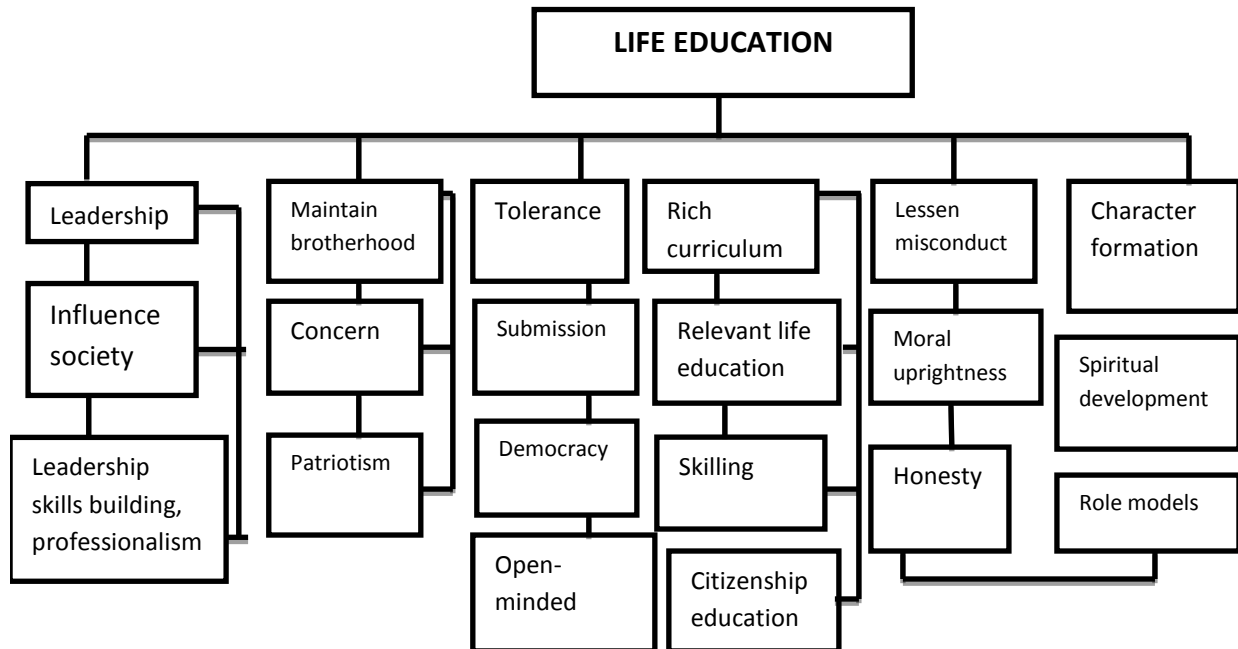 LIFE EDUCATION
Leadership
Influence
society
Leadership
skills building,
professionalism
Maintain
brotherhood
Concern
Patriotism
Tolerance
Submission
Democracy
Open-
minded
Rich
curriculum
Relevant life
education
Skilling
Citizenship
education
Lessen
misconduct
Moral
uprightness
Honesty
Character
formation
Spiritual
development
Role models